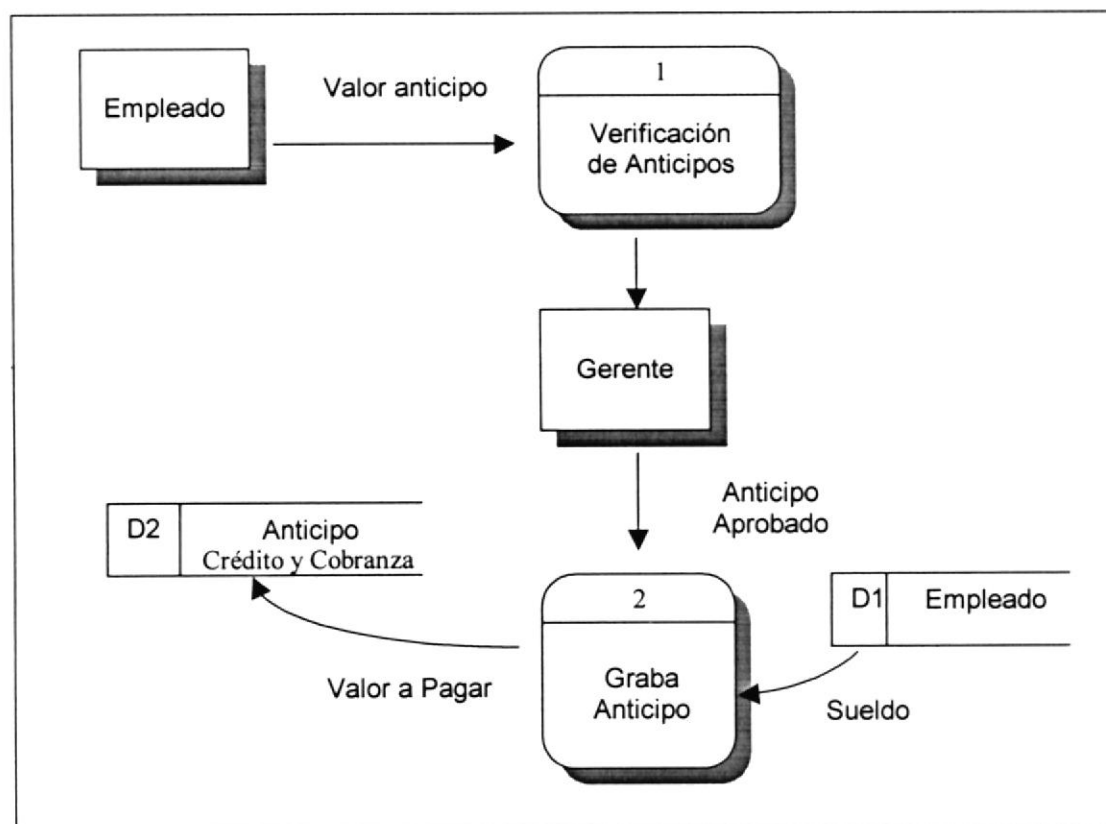 Empleado
Valor anticipo
1
Verificación
de Anticipos
Gerente
Anticipo
Aprobado
D2
Anticipo
Crédito y Cobranza
2
Graba
Anticipo
D1
Empleado
Valor a Pagar
Sueldo